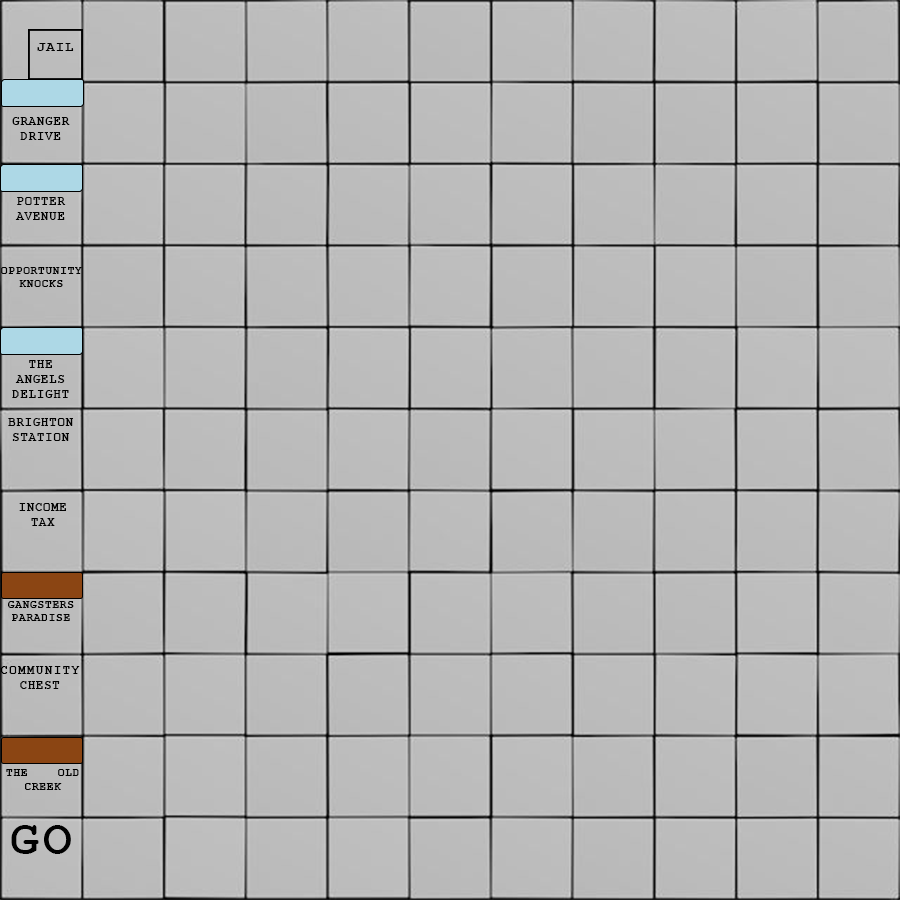 JAIL
GRANGER
DRIVE
POTTER
AVENUE
OPPORTUNITY
KNOCKS
THE
ANGELS
DELIGHT
BRIGHTON
STATION
INCOME
TAX
GANGSTERS
PARADISE
COMMUNITY
CHEST
THE OLD
CREEK
GO